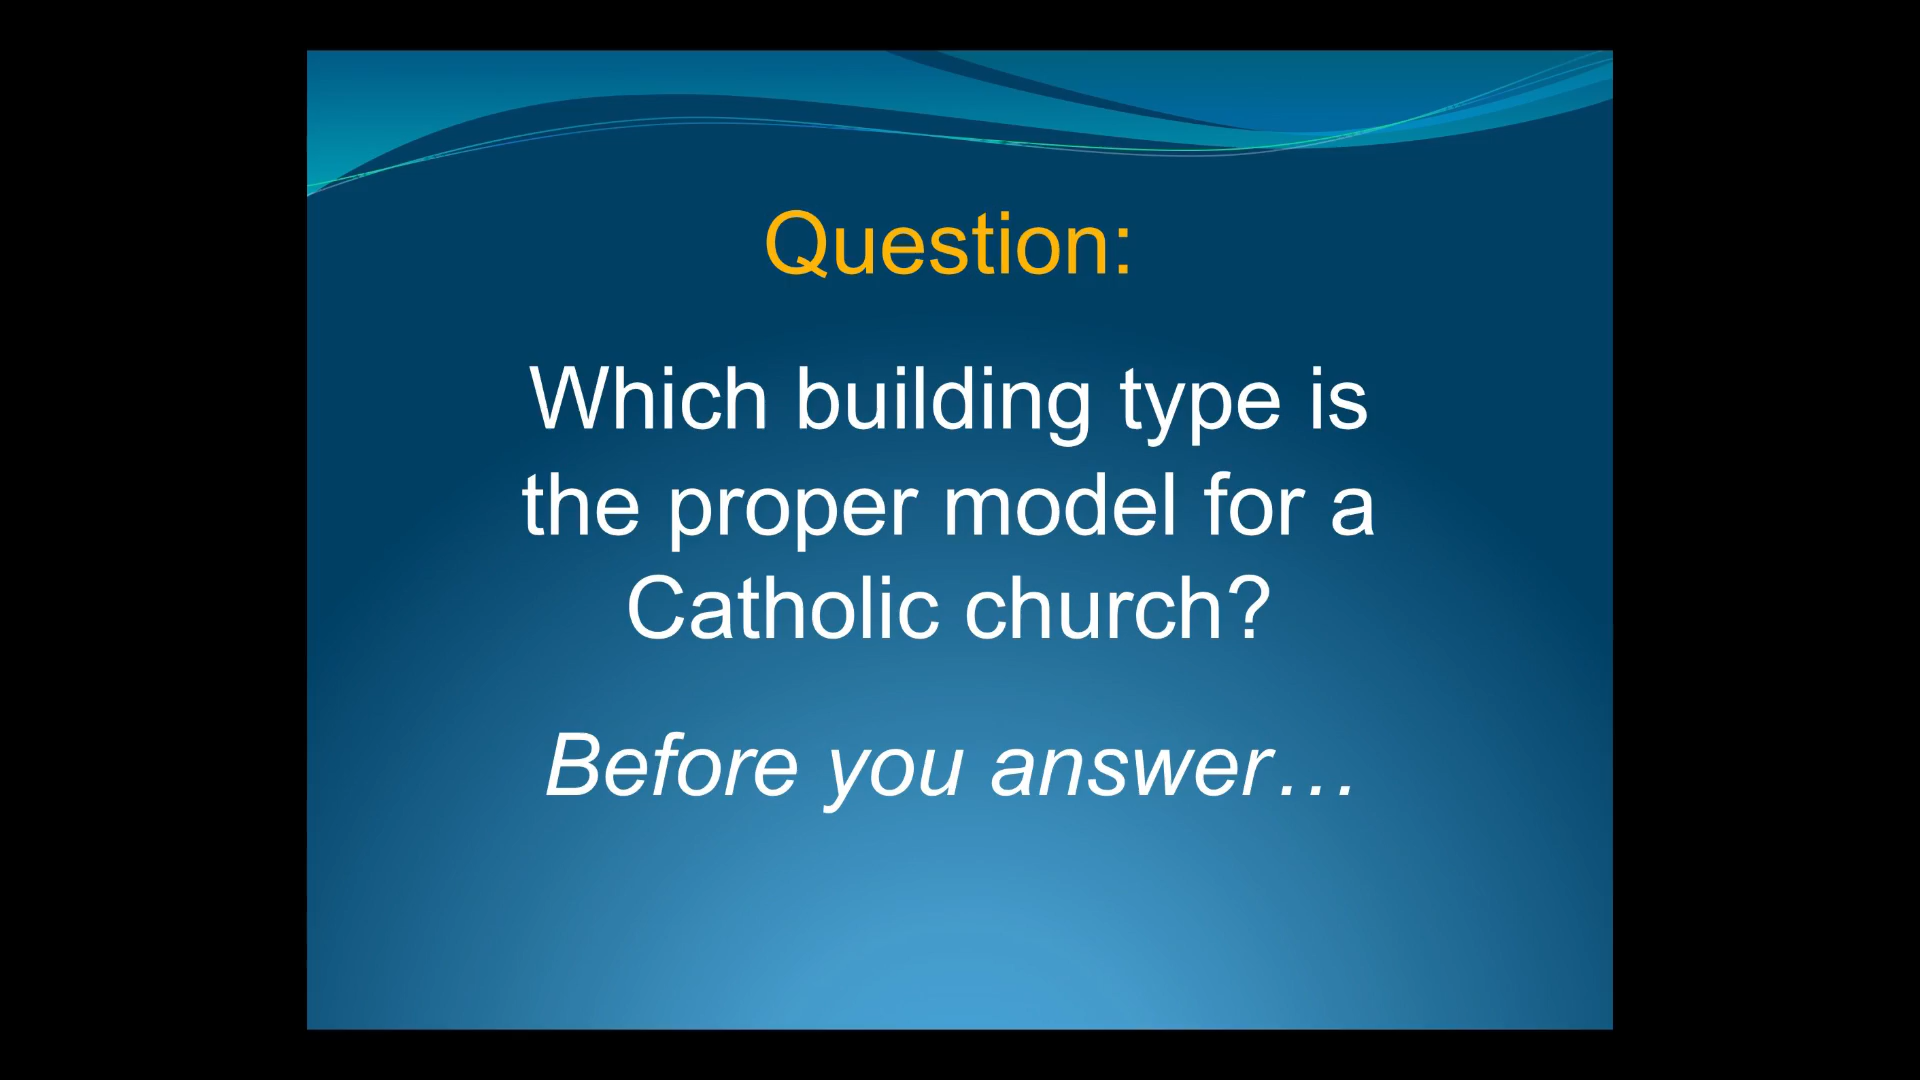 Question:
Which building type is
the proper model for a
Catholic church?
Before you answer…